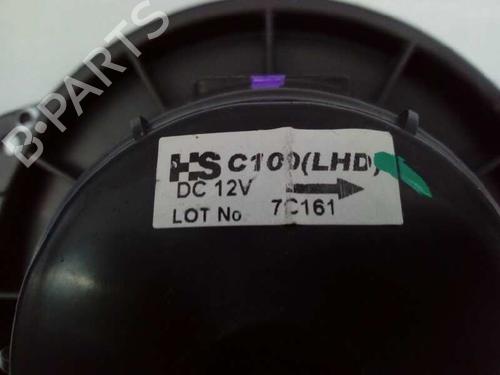 B-PARTS
HS C100(LHD)
DC 12V
LOT No 7C161